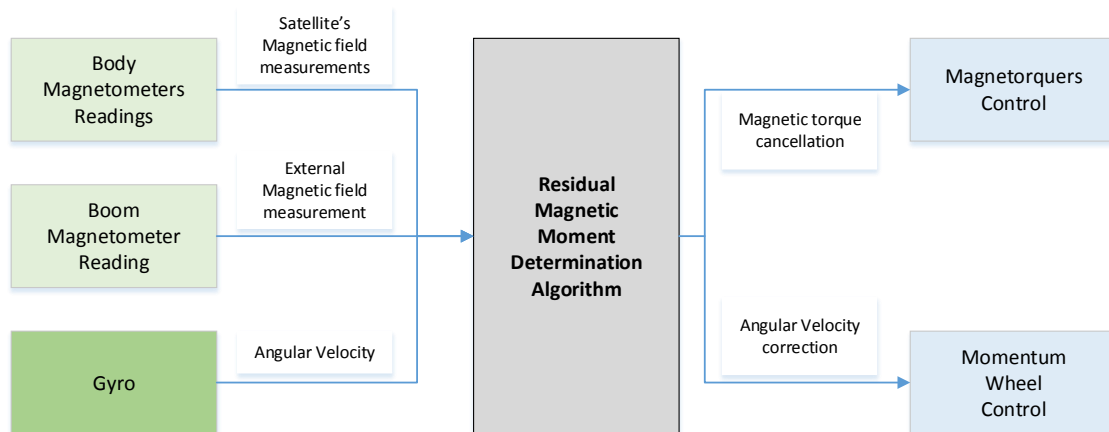 Body
Magnetometers
Readings
Satellite's
Magnetic field
measurements
Boom
Magnetometer
Reading
External
Magnetic field
measurement
Gyro
Angular Velocity
Residual
Magnetic
Moment
Determination
Algorithm
Magnetic torque
cancellation
Magnetorquers
Control
Angular Velocity
correction
Momentum
Wheel
Control